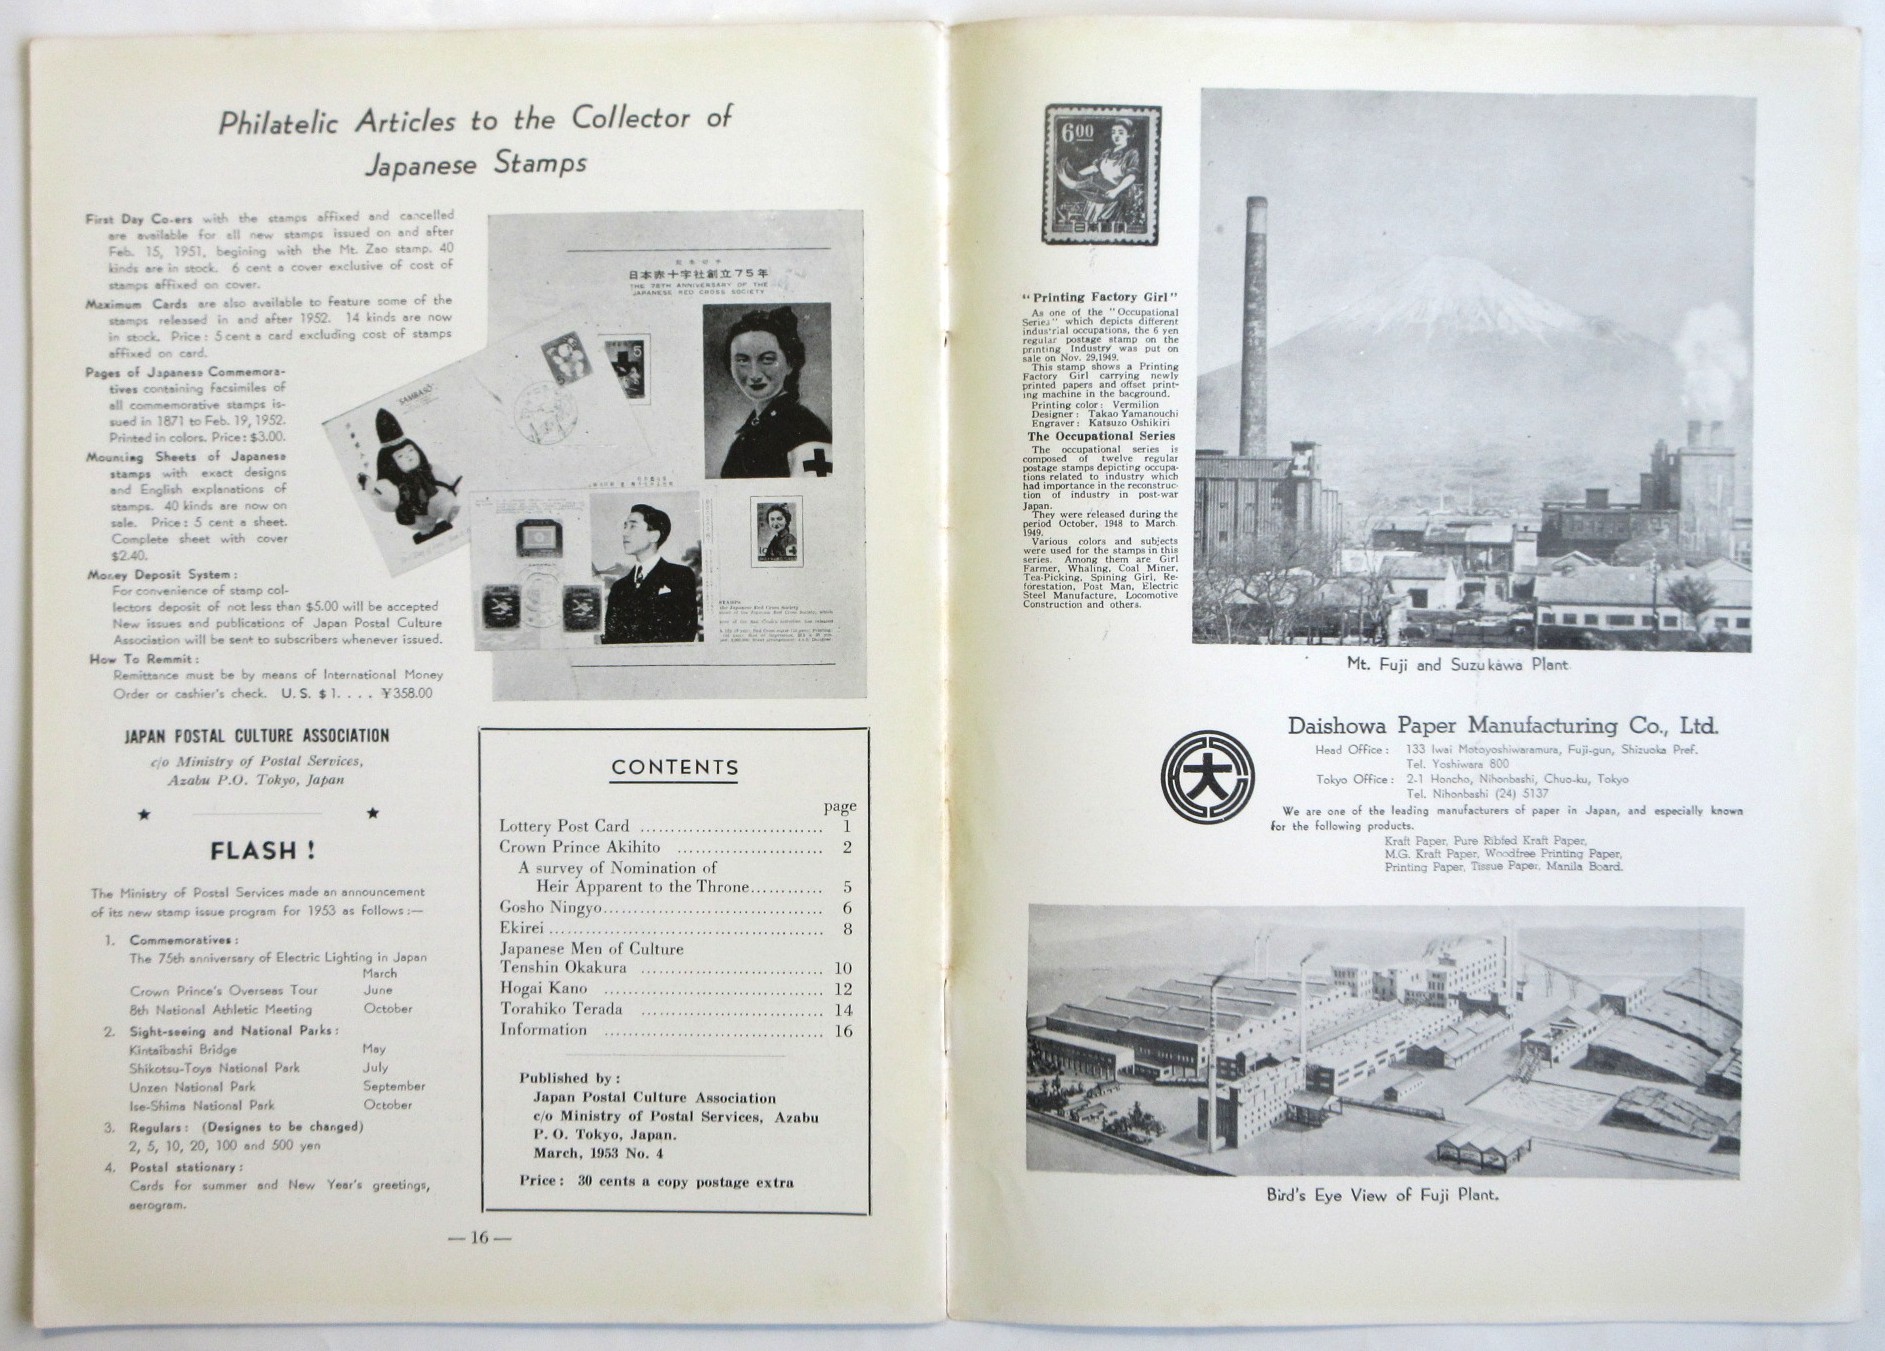 Philatelic Articles to the Collector of
Japanese Stamps
First Day Co-ers with the stamps affixed and cancelled
are available for all new stamps issued on and after
Feb. 15, 1951, begining with the Mt. Zao stamp. 40
kinds are in stock. 6 cent a cover exclusive of cost of
stamps affixed on cover.
Maximum Cards are also available to feature some of the
stamps released in and after 1952. 14 kinds are now
in stock. Price: 5 cent a card excluding cost of stamps
affixed on card.
Pages of Japanese Commemora-
tives containing facsimiles of
all commemorative stamps is-
sued in 1871 to Feb. 19, 1952.
Printed in colors. Price: $3.00.
Mounting Sheets of Japanese
stamps with exact designs
and English explanations of
stamps. 40 kinds are now on
sale. Price: 5 cent a sheet.
Complete sheet with cover
$2.40.
Money Deposit System:
For convenience of stamp col-
lectors deposit of not less than $5.00 will be accepted
New issues and publications of Japan Postal Culture
Association will be sent to subscribers whenever issued.
How To Remmit:
Remittance must be by means of International Money
Order or cashier's check. U.S. $1. . . . ¥358.00
日本赤十字社創立75年
THE 75TH ANNIVERSARY OF THE
JAPANESE RED CROSS SOCIETY
SAMBASO
5
10
STAMPS
JAPAN POSTAL CULTURE ASSOCIATION
c/o Ministry of Postal Services,
Azabu P.O. Tokyo, Japan
FLASH!
The Ministry of Postal Services made an announcement
of its new stamp issue program for 1953 as follows:—
1. Commemoratives:
The 75th anniversary of Electric Lighting in Japan
March
Crown Prince's Overseas Tour June
8th National Athletic Meeting October
2. Sight-seeing and National Parks:
Kintaibashi Bridge May
Shikotsu-Toya National Park July
Unzen National Park September
Ise-Shima National Park October
3. Regulars: (Designes to be changed)
2, 5, 10, 20, 100 and 500 yen
4. Postal stationary:
Cards for summer and New Year's greetings,
aerogram.
CONTENTS
page
Lottery Post Card .............................. 1
Crown Prince Akihito ........................ 2
A survey of Nomination of
Heir Apparent to the Throne............ 5
Gosho Ningyo.................................... 6
Ekirei ............................................. 8
Japanese Men of Culture
Tenshin Okakura .............................. 10
Hogai Kano .................................... 12
Torahiko Terada .............................. 14
Information .................................... 16
Published by:
Japan Postal Culture Association
c/o Ministry of Postal Services, Azabu
P. O. Tokyo, Japan.
March, 1953 No. 4
Price: 30 cents a copy postage extra
— 16 —
6.00
日本郵便
"Printing Factory Girl"
As one of the "Occupational
Series" which depicts different
industrial occupations, the 6 yen
regular postage stamp on the
printing Industry was put on
sale on Nov. 29,1949.
This stamp shows a Printing
Factory Girl carrying newly
printed papers and offset print-
ing machine in the bacground.
Printing color: Vermilion
Designer: Takao Yamanouchi
Engraver: Katsuzo Oshikiri
The Occupational Series
The occupational series is
composed of twelve regular
postage stamps depicting occupa-
tions related to industry which
had importance in the reconstruc-
tion of industry in post-war
Japan.
They were released during the
period October, 1948 to March
1949.
Various colors and subjects
were used for the stamps in this
series. Among them are Girl
Farmer, Whaling, Coal Miner,
Tea-Picking, Spining Girl, Re-
forestation, Post Man, Electric
Steel Manufacture, Locomotive
Construction and others.
Mt. Fuji and Suzukawa Plant
大
Daishowa Paper Manufacturing Co., Ltd.
Head Office: 133 Iwai Motoyoshiwaramura, Fuji-gun, Shizuoka Pref.
Tel. Yoshiwara 800
Tokyo Office: 2-1 Honcho, Nihonbashi, Chuo-ku, Tokyo
Tel. Nihonbashi (24) 5137
We are one of the leading manufacturers of paper in Japan, and especially known
for the following products.
Kraft Paper, Pure Ribfed Kraft Paper,
M.G. Kraft Paper, Woodfree Printing Paper,
Printing Paper, Tissue Paper, Manila Board.
Bird's Eye View of Fuji Plant.